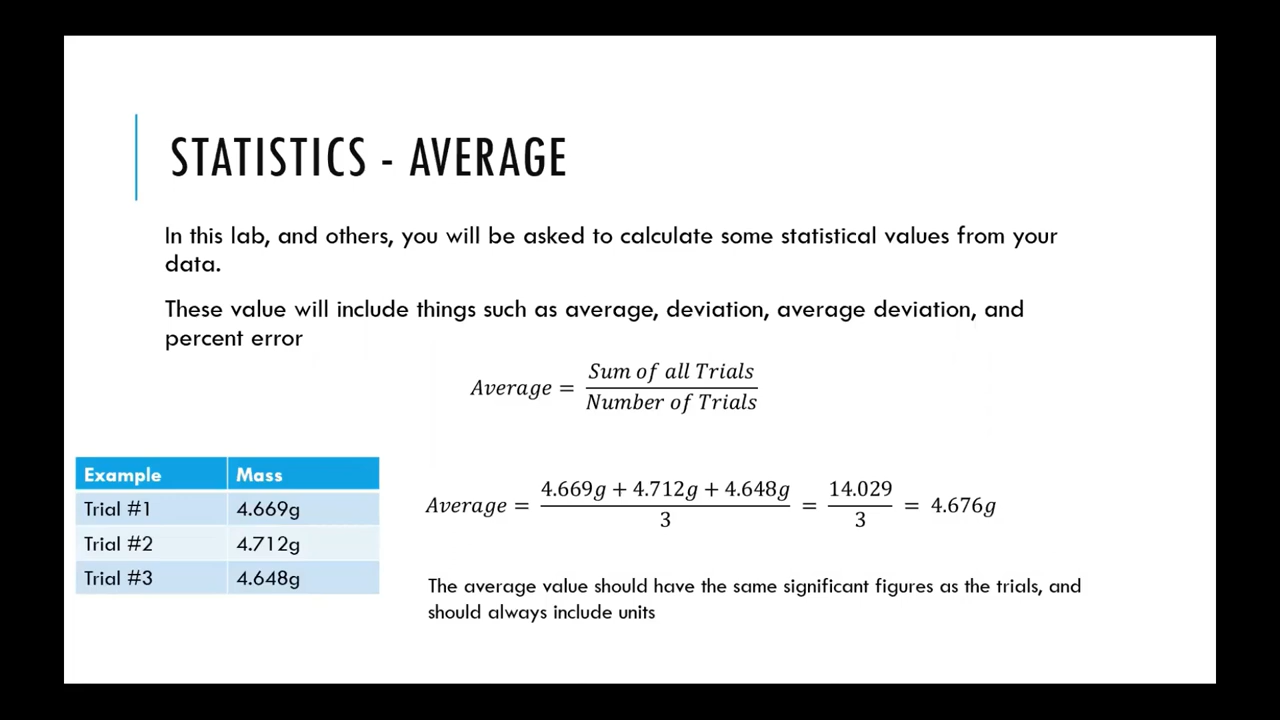 STATISTICS - AVERAGE
In this lab, and others, you will be asked to calculate some statistical values from your
data.
These value will include things such as average, deviation, average deviation, and
percent error
Average = Sum of all Trials / Number of Trials
Example Mass
Trial #1 4.669g
Trial #2 4.712g
Trial #3 4.648g
Average = 4.669g + 4.712g + 4.648g / 3 = 14.029 / 3 = 4.676g
The average value should have the same significant figures as the trials, and
should always include units